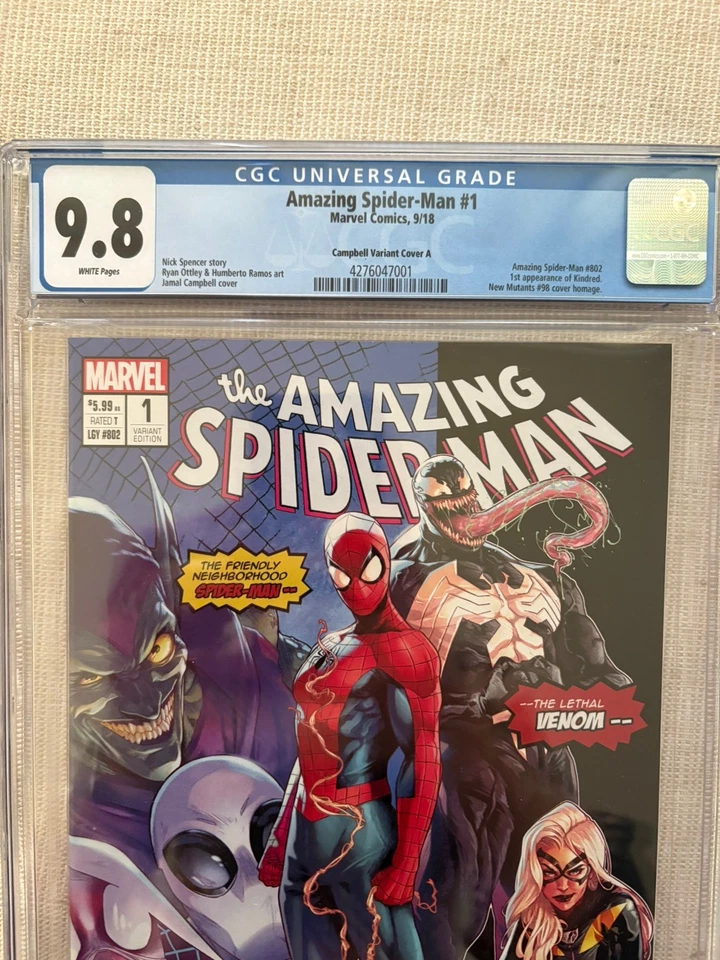 CGC UNIVERSAL GRADE
9.8
WHITE Pages
Amazing Spider-Man #1
Marvel Comics, 9/18
Campbell Variant Cover A
4276047001
Nick Spencer story
Ryan Ottley & Humberto Ramos art
Jamal Campbell cover
Amazing Spider-Man #802
1st appearance of Kindred.
New Mutants #98 cover homage.
CGC
MARVEL
$5.99 US
RATED T
LGY #802
1
VARIANT
EDITION
the AMAZING
SPIDER-MAN
THE FRIENDLY
NEIGHBORHOOD
SPIDER-MAN --
--THE LETHAL
VENOM --